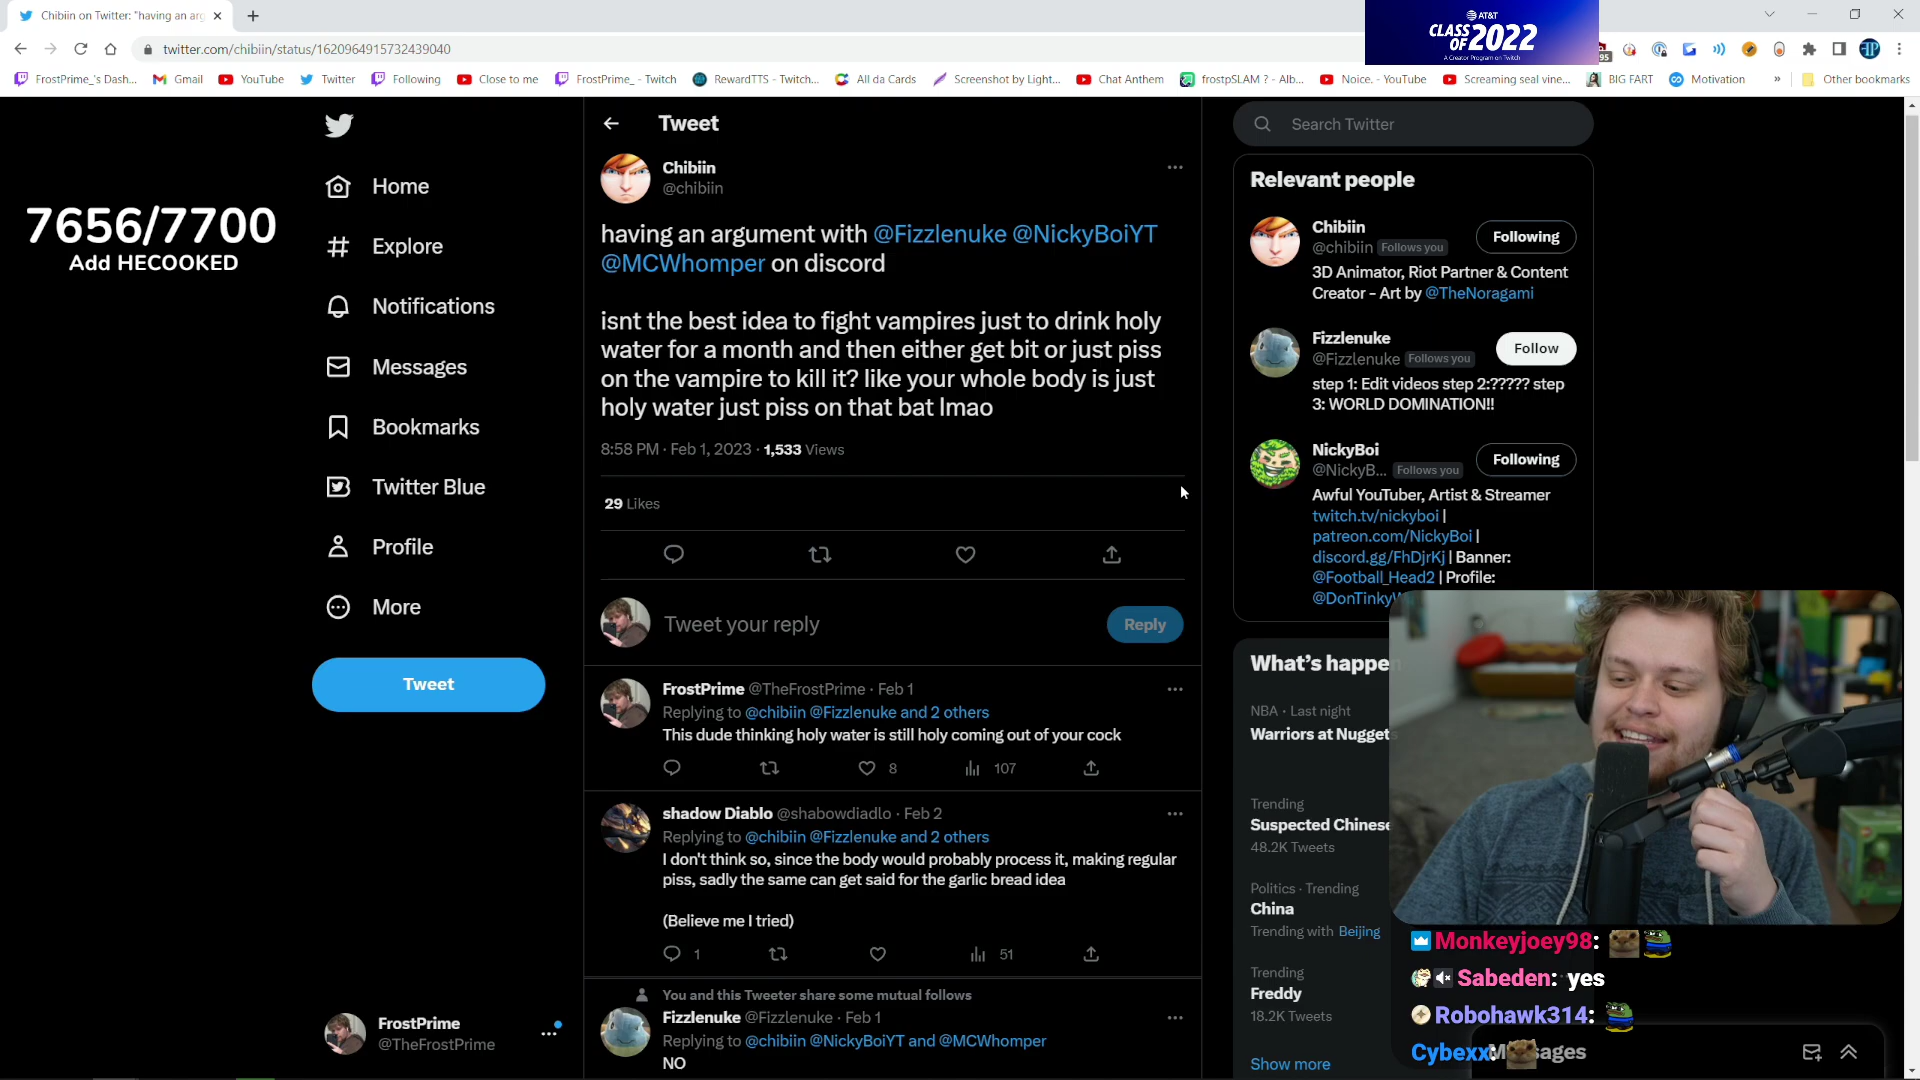 Chibiin on Twitter: "having an arg
AT&T
CLASS
OF 2022
A Creator Program on Twitch
twitter.com/chibiin/status/1620964915732439040
FrostPrime_'s Dash...
Gmail
YouTube
Twitter
Following
Close to me
FrostPrime_ - Twitch
RewardTTS - Twitch...
All da Cards
Screenshot by Light...
Chat Anthem
frostpSLAM ? - Alb...
Noice. - YouTube
Screaming seal vine...
BIG FART
Motivation
»
Other bookmarks
7656/7700
Add HECOOKED
Home
Explore
Notifications
Messages
Bookmarks
Twitter Blue
Profile
More
Tweet
FrostPrime
@TheFrostPrime
Tweet
Chibiin
@chibiin
having an argument with @Fizzlenuke @NickyBoiYT
@MCWhomper on discord
isnt the best idea to fight vampires just to drink holy
water for a month and then either get bit or just piss
on the vampire to kill it? like your whole body is just
holy water just piss on that bat lmao
8:58 PM · Feb 1, 2023 · 1,533 Views
29 Likes
Tweet your reply
Reply
FrostPrime @TheFrostPrime · Feb 1
Replying to @chibiin @Fizzlenuke and 2 others
This dude thinking holy water is still holy coming out of your cock
8
107
shadow Diablo @shabowdiadlo · Feb 2
Replying to @chibiin @Fizzlenuke and 2 others
I don't think so, since the body would probably process it, making regular
piss, sadly the same can get said for the garlic bread idea
(Believe me I tried)
1
51
You and this Tweeter share some mutual follows
Fizzlenuke @Fizzlenuke · Feb 1
Replying to @chibiin @NickyBoiYT and @MCWhomper
NO
Search Twitter
Relevant people
Chibiin
@chibiin Follows you
Following
3D Animator, Riot Partner & Content
Creator - Art by @TheNoragami
Fizzlenuke
@Fizzlenuke Follows you
Follow
step 1: Edit videos step 2:????? step
3: WORLD DOMINATION!!
NickyBoi
@NickyB... Follows you
Following
Awful YouTuber, Artist & Streamer
twitch.tv/nickyboi |
patreon.com/NickyBoi |
discord.gg/FhDjrKj | Banner:
@Football_Head2 | Profile:
@DonTinky
What's happe
NBA · Last night
Warriors at Nugget
Trending
Suspected Chinese
48.2K Tweets
Politics · Trending
China
Trending with Beijing
Trending
Freddy
18.2K Tweets
Show more
Monkeyjoey98:
Sabeden: yes
Robohawk314:
Cybexx: